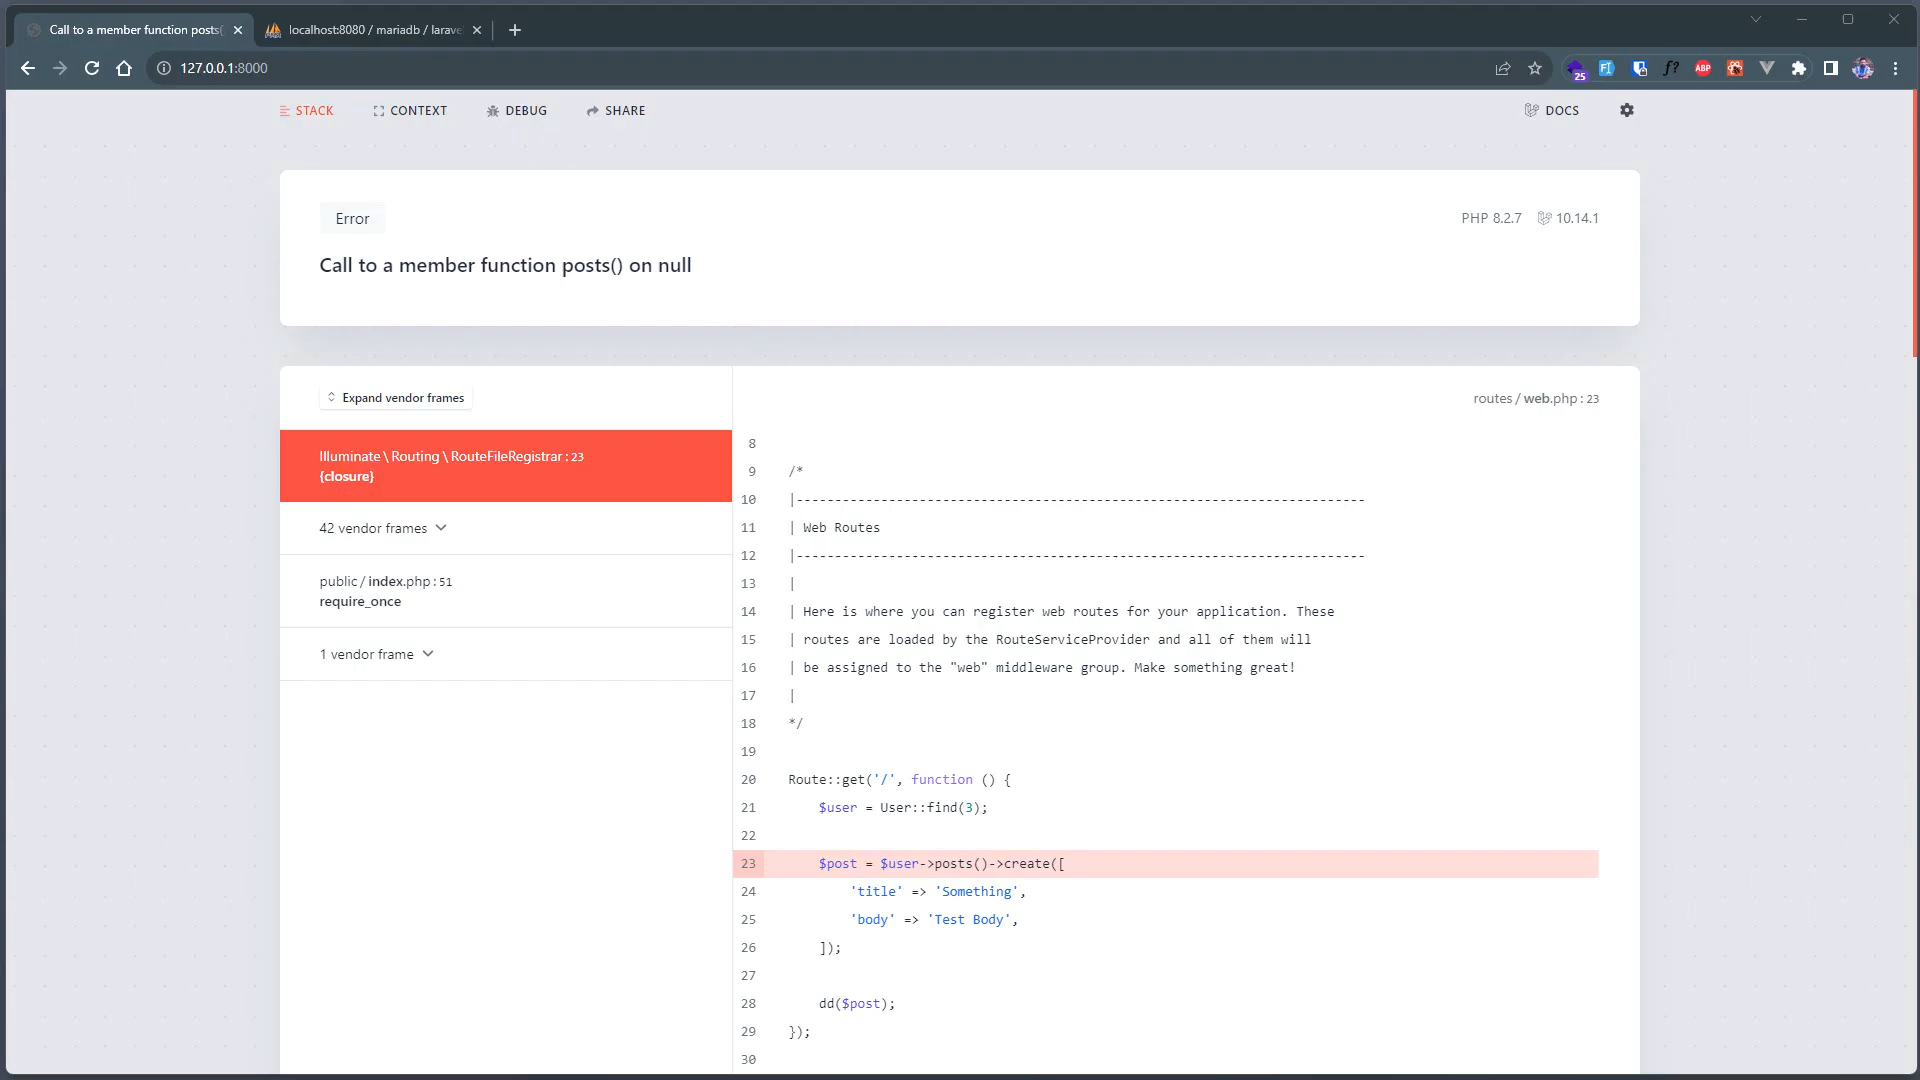 Call to a member function posts(
localhost:8080 / mariadb / larave
127.0.0.1:8000
25
FI
f?
ABP
STACK
CONTEXT
DEBUG
SHARE
DOCS
Error
PHP 8.2.7
10.14.1
Call to a member function posts() on null
Expand vendor frames
routes / web.php : 23
Illuminate \ Routing \ RouteFileRegistrar : 23
{closure}
42 vendor frames
public / index.php : 51
require_once
1 vendor frame
8
9 /*
10 |--------------------------------------------------------------------------
11 | Web Routes
12 |--------------------------------------------------------------------------
13 |
14 | Here is where you can register web routes for your application. These
15 | routes are loaded by the RouteServiceProvider and all of them will
16 | be assigned to the "web" middleware group. Make something great!
17 |
18 */
19
20 Route::get('/', function () {
21 $user = User::find(3);
22
23 $post = $user->posts()->create([
24 'title' => 'Something',
25 'body' => 'Test Body',
26 ]);
27
28 dd($post);
29 });
30